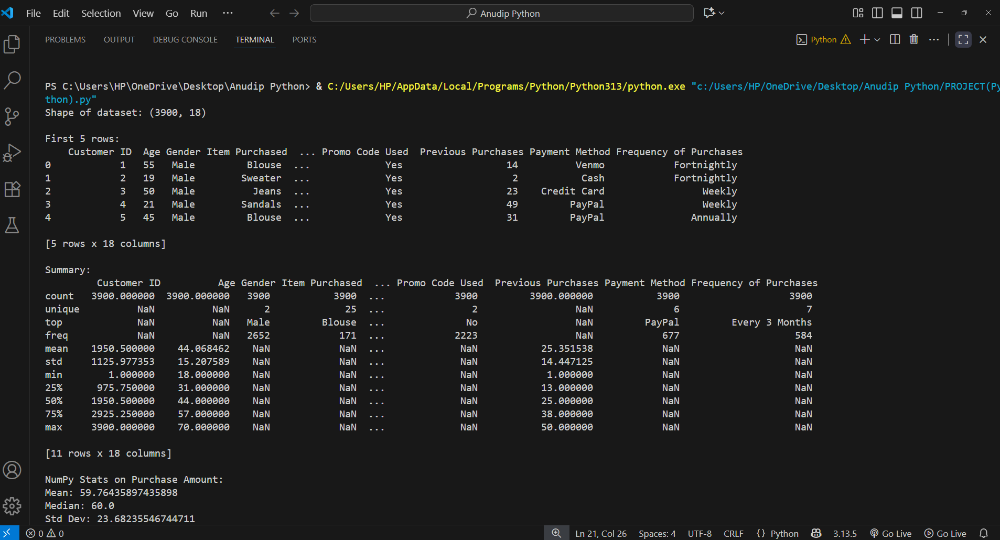 File Edit Selection View Go Run ··· Anudip Python
PROBLEMS OUTPUT DEBUG CONSOLE TERMINAL PORTS Python
PS C:\Users\HP\OneDrive\Desktop\Anudip Python> & C:/Users/HP/AppData/Local/Programs/Python/Python313/python.exe "c:/Users/HP/OneDrive/Desktop/Anudip Python/PROJECT(Py
thon).py"
Shape of dataset: (3900, 18)
First 5 rows:
Customer ID Age Gender Item Purchased ... Promo Code Used Previous Purchases Payment Method Frequency of Purchases
0 1 55 Male Blouse ... Yes 14 Venmo Fortnightly
1 2 19 Male Sweater ... Yes 2 Cash Fortnightly
2 3 50 Male Jeans ... Yes 23 Credit Card Weekly
3 4 21 Male Sandals ... Yes 49 PayPal Weekly
4 5 45 Male Blouse ... Yes 31 PayPal Annually
[5 rows x 18 columns]
Summary:
Customer ID Age Gender Item Purchased ... Promo Code Used Previous Purchases Payment Method Frequency of Purchases
count 3900.000000 3900.000000 3900 3900 ... 3900 3900.000000 3900 3900
unique NaN NaN 2 25 ... 2 NaN 6 7
top NaN NaN Male Blouse ... No NaN PayPal Every 3 Months
freq NaN NaN 2652 171 ... 2223 NaN 677 584
mean 1950.500000 44.068462 NaN NaN ... NaN 25.351538 NaN NaN
std 1125.977353 15.207589 NaN NaN ... NaN 14.447125 NaN NaN
min 1.000000 18.000000 NaN NaN ... NaN 1.000000 NaN NaN
25% 975.750000 31.000000 NaN NaN ... NaN 13.000000 NaN NaN
50% 1950.500000 44.000000 NaN NaN ... NaN 25.000000 NaN NaN
75% 2925.250000 57.000000 NaN NaN ... NaN 38.000000 NaN NaN
max 3900.000000 70.000000 NaN NaN ... NaN 50.000000 NaN NaN
[11 rows x 18 columns]
NumPy Stats on Purchase Amount:
Mean: 59.76435897435898
Median: 60.0
Std Dev: 23.68235546744711
0 0 Ln 21, Col 26 Spaces: 4 UTF-8 CRLF {} Python 3.13.5 Go Live Go Live